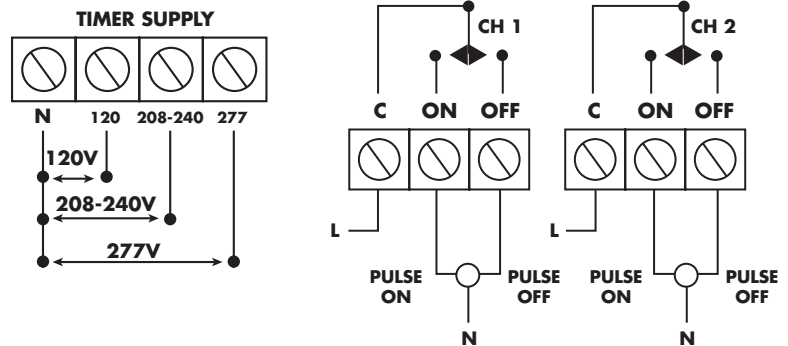 TIMER SUPPLY
N 120 208-240 277
120V
208-240V
277V
CH 1
C ON OFF
L
PULSE ON
PULSE OFF
N
CH 2
C ON OFF
L
PULSE ON
PULSE OFF
N